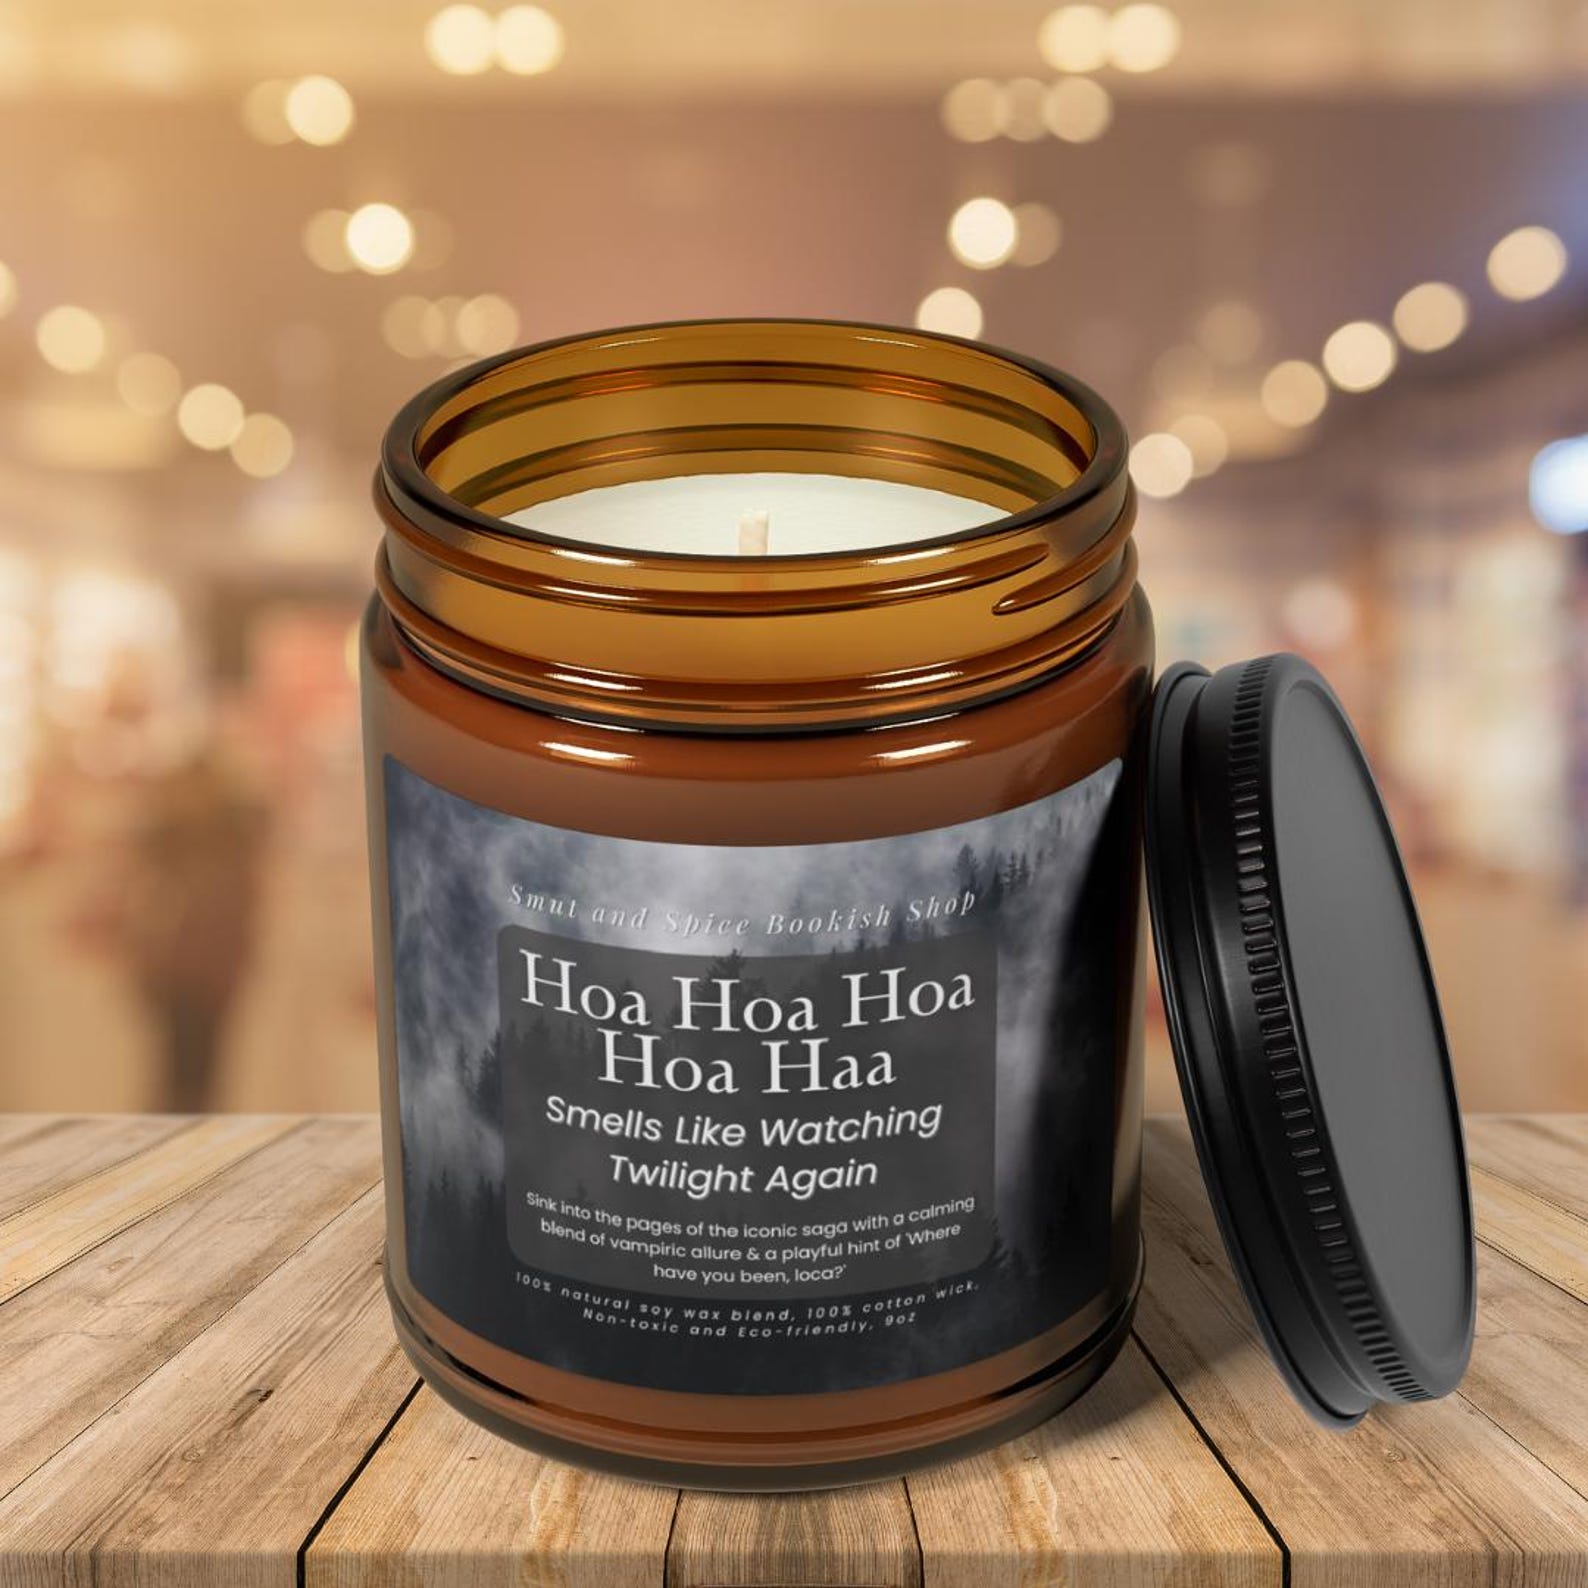 Smut and Spice Bookish Shop
Hoa Hoa Hoa
Hoa Haa
Smells Like Watching
Twilight Again
Sink into the pages of the iconic saga with a calming
blend of vampiric allure & a playful hint of 'Where
have you been, loca?'
100% natural soy wax blend, 100% cotton wick,
Non-toxic and Eco-friendly, 9oz